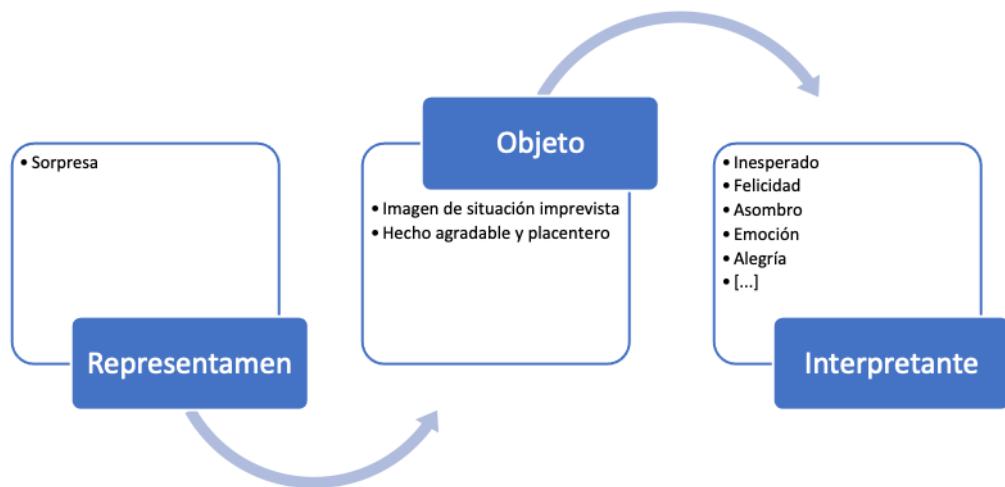 • Sorpresa
Representamen
Objeto
• Imagen de situación imprevista
• Hecho agradable y placentero
• Inesperado
• Felicidad
• Asombro
• Emoción
• Alegría
• [...]
Interpretante